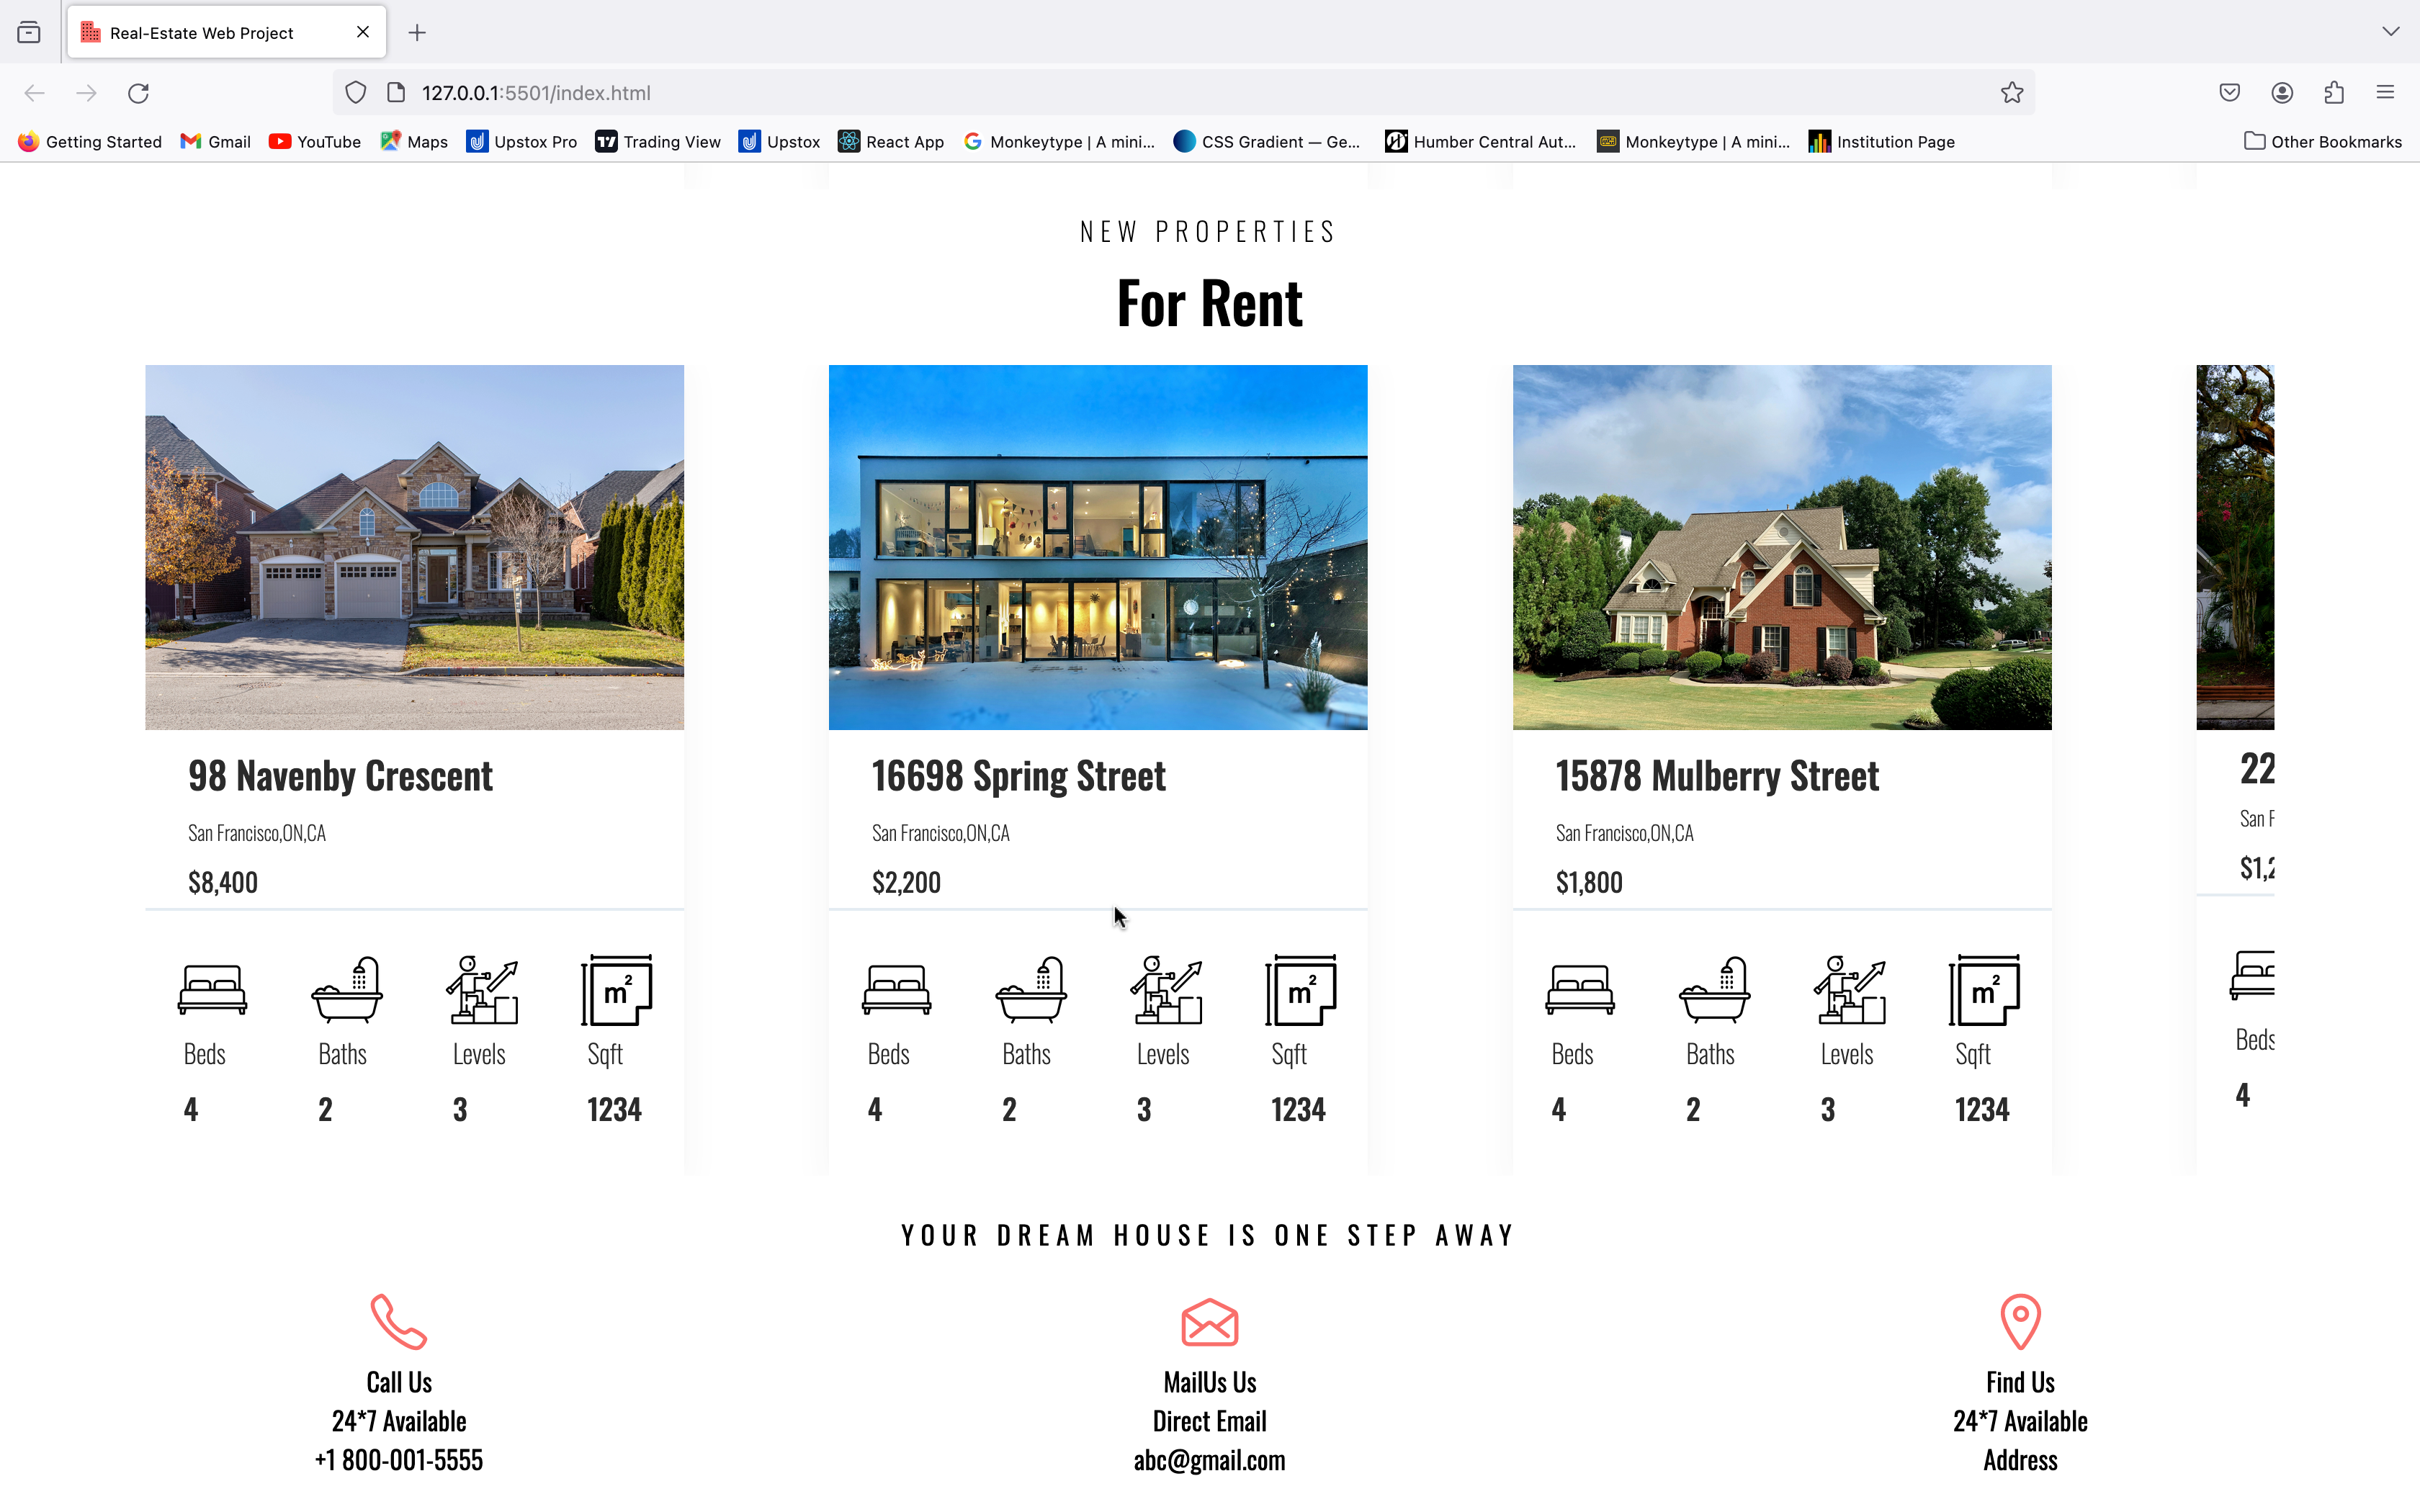 Real-Estate Web Project
127.0.0.1:5501/index.html
Getting Started Gmail YouTube Maps Upstox Pro Trading View Upstox React App Monkeytype | A mini... CSS Gradient — Ge... Humber Central Aut... Monkeytype | A mini... Institution Page Other Bookmarks
NEW PROPERTIES
For Rent
98 Navenby Crescent
San Francisco,ON,CA
$8,400
Beds Baths Levels Sqft
4 2 3 1234
16698 Spring Street
San Francisco,ON,CA
$2,200
Beds Baths Levels Sqft
4 2 3 1234
15878 Mulberry Street
San Francisco,ON,CA
$1,800
Beds Baths Levels Sqft
4 2 3 1234
22
San F
$1,2
Beds
4
m²
m²
m²
YOUR DREAM HOUSE IS ONE STEP AWAY
Call Us
24*7 Available
+1 800-001-5555
MailUs Us
Direct Email
abc@gmail.com
Find Us
24*7 Available
Address